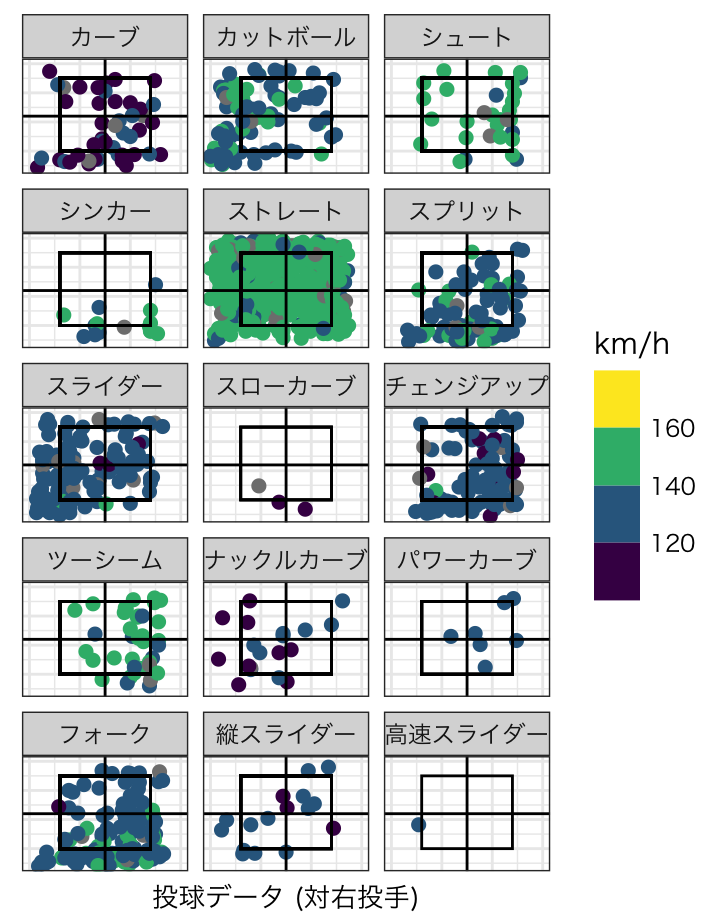 カーブ
カットボール
シュート
シンカー
ストレート
スプリット
スライダー
スローカーブ
チェンジアップ
ツーシーム
ナックルカーブ
パワーカーブ
フォーク
縦スライダー
高速スライダー
km/h
160
140
120
投球データ (対右投手)